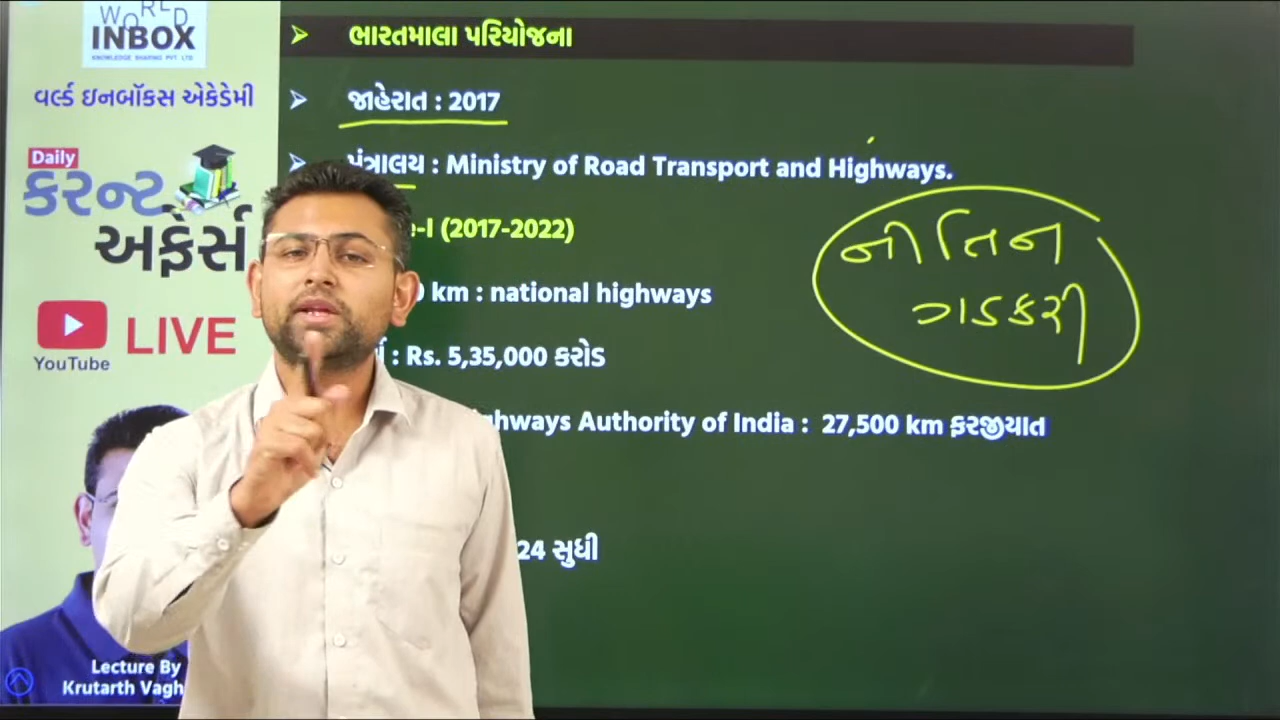 WORLD
INBOX
KNOWLEDGE SHARING PVT. LTD
વર્લ્ડ ઇનબૉક્સ એકેડેમી
Daily
કરન્ટ
અફેર્સ
YouTube
LIVE
Lecture By
Krutarth Vagh
ભારતમાલા પરિયોજના
જાહેરાત : 2017
મંત્રાલય : Ministry of Road Transport and Highways.
e-I (2017-2022)
0 km : national highways
: Rs. 5,35,000 કરોડ
ghways Authority of India : 27,500 km ફરજીયાત
24 સુધી
નીતિન
ગડકરી